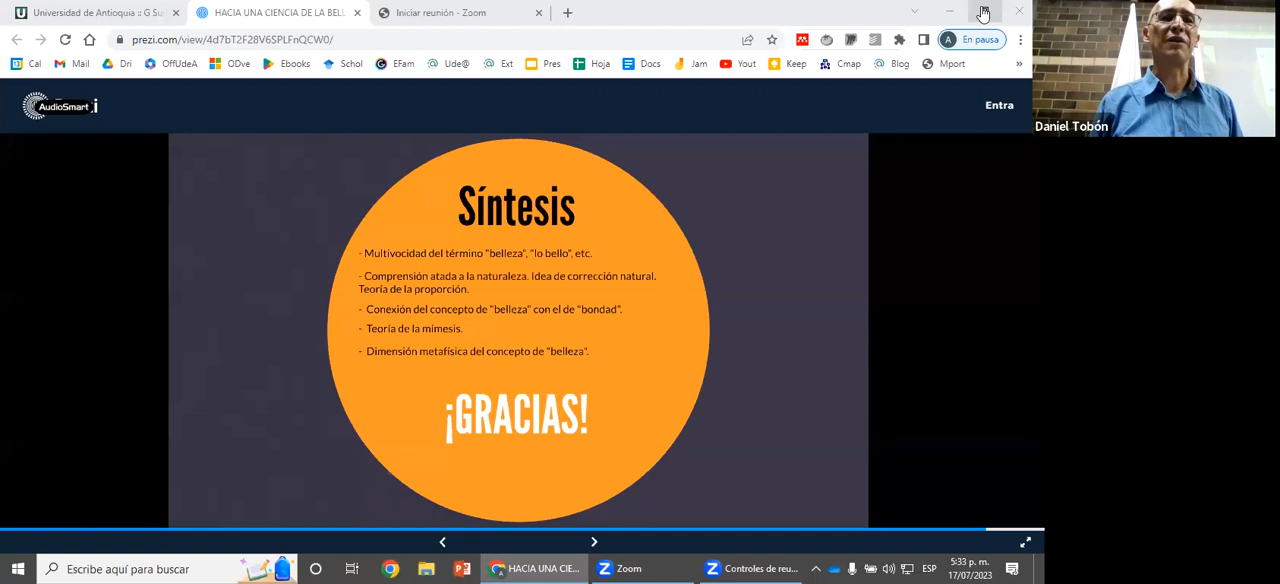 Universidad de Antioquia :: G Su
HACIA UNA CIENCIA DE LA BELL
Iniciar reunión - Zoom
prezi.com/view/4d7bT2F28V6SPLFnQCW0/
A
En pausa
Cal
Mail
Dri
OffUdeA
ODve
Ebooks
Schol
EFam
Ude@
Ext
Pres
Hoja
Docs
Jam
Yout
Keep
Cmap
Blog
Mport
»
AudioSmart
i
Entra
Daniel Tobón
Síntesis
- Multivocidad del término "belleza", "lo bello", etc.
- Comprensión atada a la naturaleza. Idea de corrección natural.
Teoría de la proporción.
- Conexión del concepto de "belleza" con el de "bondad".
- Teoría de la mímesis.
- Dimensión metafísica del concepto de "belleza".
¡GRACIAS!
Escribe aquí para buscar
HACIA UNA CIE...
Zoom
Controles de reu...
ESP
5:33 p. m.
17/07/2023